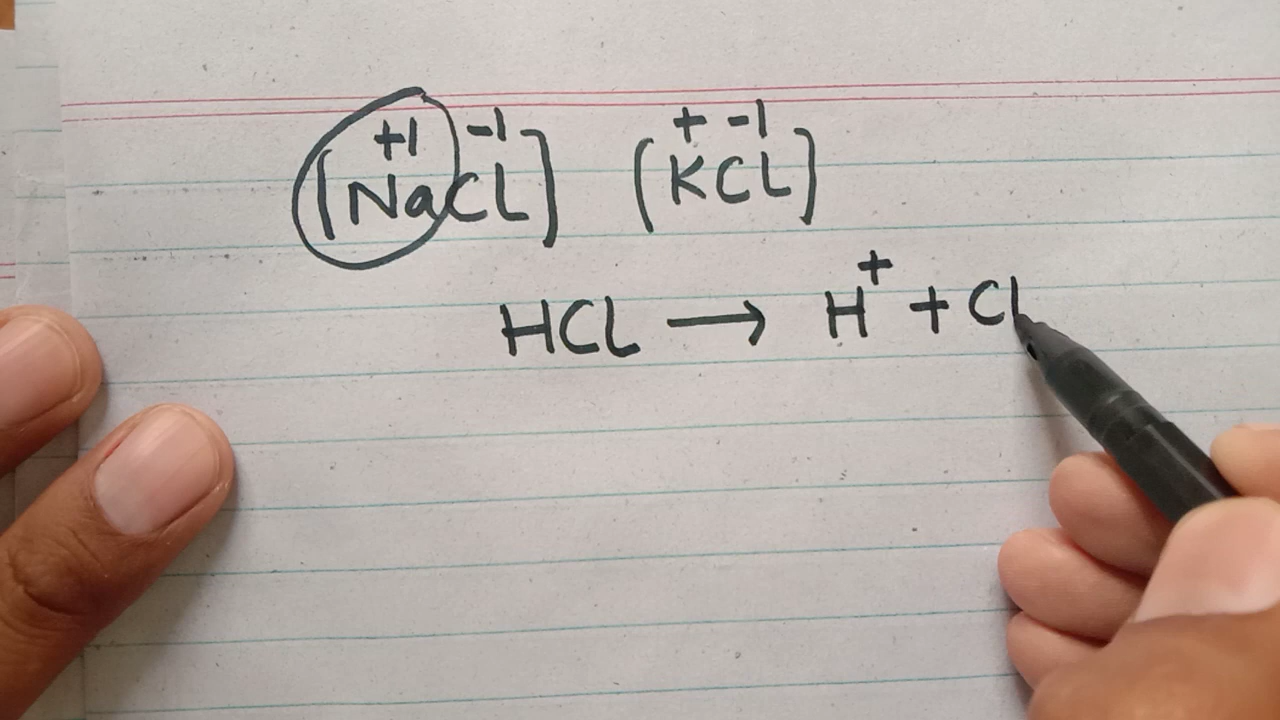 +1 -1 + -1
[NaCl] [KCl]
HCl → H⁺ + Cl